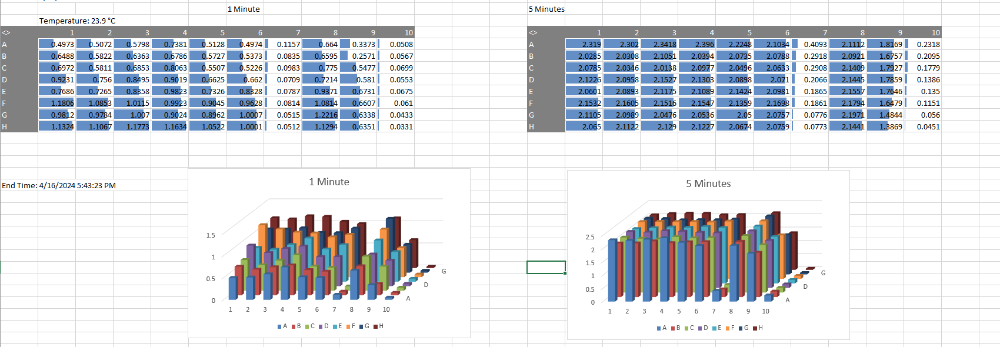 1 Minute 5 Minutes
Temperature: 23.9 °C
<> 1 2 3 4 5 6 7 8 9 10 <> 1 2 3 4 5 6 7 8 9 10
A 0.4973 0.5072 0.5798 0.7381 0.5128 0.4974 0.1157 0.664 0.3373 0.0508 A 2.319 2.302 2.3418 2.396 2.2248 2.1034 0.4093 2.1112 1.8169 0.2318
B 0.6488 0.5822 0.6363 0.6786 0.5727 0.5373 0.0835 0.6595 0.2571 0.0567 B 2.0285 2.0308 2.1051 2.0394 2.0735 2.0788 0.2918 2.0921 1.6757 0.2095
C 0.6972 0.5811 0.6853 0.8063 0.5507 0.5226 0.0983 0.775 0.5477 0.0699 C 2.0785 2.0346 2.0138 2.0977 2.0496 2.0633 0.2908 2.1409 1.7927 0.1779
D 0.9231 0.756 0.8495 0.9019 0.6625 0.662 0.0709 0.7214 0.581 0.0553 D 2.1226 2.0958 2.1527 2.1303 2.0898 2.071 0.2066 2.1445 1.7859 0.1386
E 0.7686 0.7265 0.8358 0.9823 0.7326 0.8328 0.0787 0.9371 0.6731 0.0675 E 2.0601 2.0893 2.1175 2.1089 2.1424 2.0981 0.1865 2.1557 1.7646 0.135
F 1.1806 1.0853 1.0115 0.9923 0.9045 0.9628 0.0814 1.0814 0.6607 0.061 F 2.1532 2.1605 2.1516 2.1547 2.1359 2.1698 0.1861 2.1794 1.6479 0.1151
G 0.9812 0.9784 1.007 0.9024 0.8962 1.0007 0.0515 1.2216 0.6338 0.0433 G 2.1105 2.0989 2.0476 2.0536 2.05 2.0757 0.0776 2.1971 1.4844 0.056
H 1.1324 1.1067 1.1773 1.1634 1.0522 1.0001 0.0512 1.1294 0.6351 0.0331 H 2.065 2.1122 2.129 2.1227 2.0674 2.0759 0.0773 2.1441 1.3869 0.0451
End Time: 4/16/2024 5:43:23 PM
1 Minute
1.5
1
0.5
0
1 2 3 4 5 6 7 8 9 10
A
D
G
A B C D E F G H
5 Minutes
2.5
2
1.5
1
0.5
0
1 2 3 4 5 6 7 8 9 10
A
D
G
A B C D E F G H